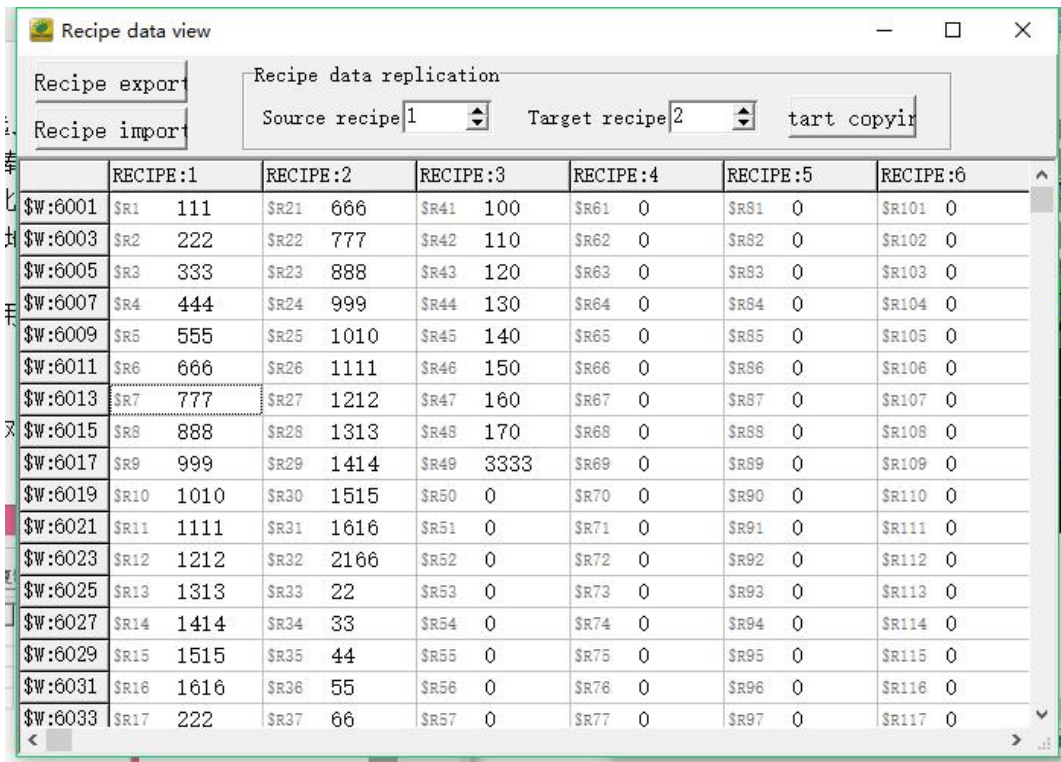 Recipe data view
Recipe export
Recipe data replication
Source recipe 1 Target recipe 2 tart copyin
Recipe import
RECIPE:1 RECIPE:2 RECIPE:3 RECIPE:4 RECIPE:5 RECIPE:6
$W:6001 $R1 111 $R21 666 $R41 100 $R61 0 $R81 0 $R101 0
$W:6003 $R2 222 $R22 777 $R42 110 $R62 0 $R82 0 $R102 0
$W:6005 $R3 333 $R23 888 $R43 120 $R63 0 $R83 0 $R103 0
$W:6007 $R4 444 $R24 999 $R44 130 $R64 0 $R84 0 $R104 0
$W:6009 $R5 555 $R25 1010 $R45 140 $R65 0 $R85 0 $R105 0
$W:6011 $R6 666 $R26 1111 $R46 150 $R66 0 $R86 0 $R106 0
$W:6013 $R7 777 $R27 1212 $R47 160 $R67 0 $R87 0 $R107 0
$W:6015 $R8 888 $R28 1313 $R48 170 $R68 0 $R88 0 $R108 0
$W:6017 $R9 999 $R29 1414 $R49 3333 $R69 0 $R89 0 $R109 0
$W:6019 $R10 1010 $R30 1515 $R50 0 $R70 0 $R90 0 $R110 0
$W:6021 $R11 1111 $R31 1616 $R51 0 $R71 0 $R91 0 $R111 0
$W:6023 $R12 1212 $R32 2166 $R52 0 $R72 0 $R92 0 $R112 0
$W:6025 $R13 1313 $R33 22 $R53 0 $R73 0 $R93 0 $R113 0
$W:6027 $R14 1414 $R34 33 $R54 0 $R74 0 $R94 0 $R114 0
$W:6029 $R15 1515 $R35 44 $R55 0 $R75 0 $R95 0 $R115 0
$W:6031 $R16 1616 $R36 55 $R56 0 $R76 0 $R96 0 $R116 0
$W:6033 $R17 222 $R37 66 $R57 0 $R77 0 $R97 0 $R117 0